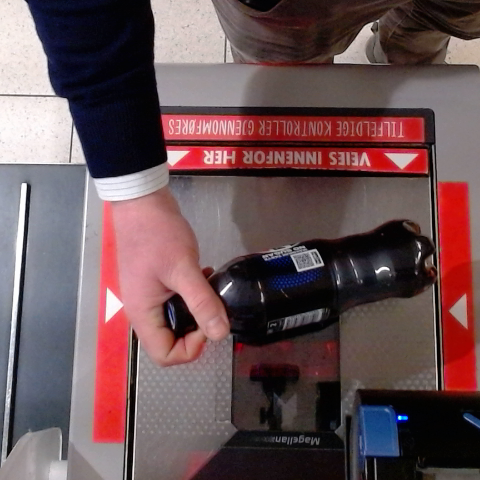 TILFELDIGE KONTROLLER GJENNOMFØRES
VEIES INNENFOR HER
Magellan